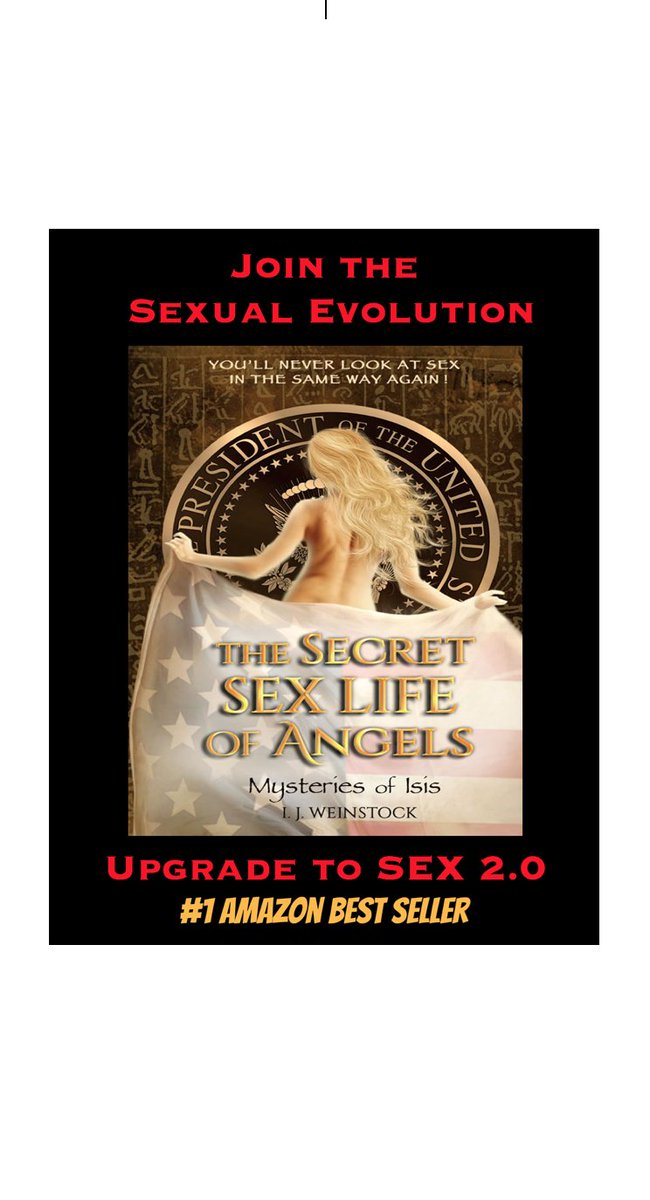 JOIN THE
SEXUAL EVOLUTION
YOU'LL NEVER LOOK AT SEX
IN THE SAME WAY AGAIN!
PRESIDENT OF THE UNITED S
THE SECRET
SEX LIFE
OF ANGELS
Mysteries of Isis
I. J. WEINSTOCK
UPGRADE TO SEX 2.0
#1 AMAZON BEST SELLER